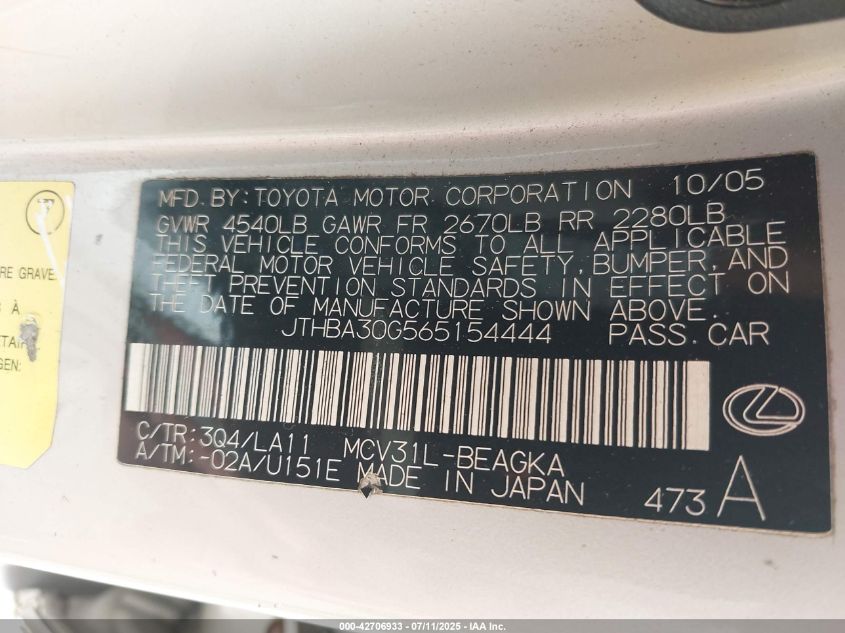 MFD. BY: TOYOTA MOTOR CORPORATION 10/05
GVWR 4540LB GAWR FR 2670LB RR 2280LB
THIS VEHICLE CONFORMS TO ALL APPLICABLE
FEDERAL MOTOR VEHICLE SAFETY, BUMPER, AND
THEFT PREVENTION STANDARDS IN EFFECT ON
THE DATE OF MANUFACTURE SHOWN ABOVE.
JTHBA30G565154444 PASS. CAR
C/TR: 3Q4/LA11 MCV31L-BEAGKA
A/TM: -02A/U151E MADE IN JAPAN
473 A
RE GRAVE
À
GEN:
000-42706933 - 07/11/2025 - IAA Inc.